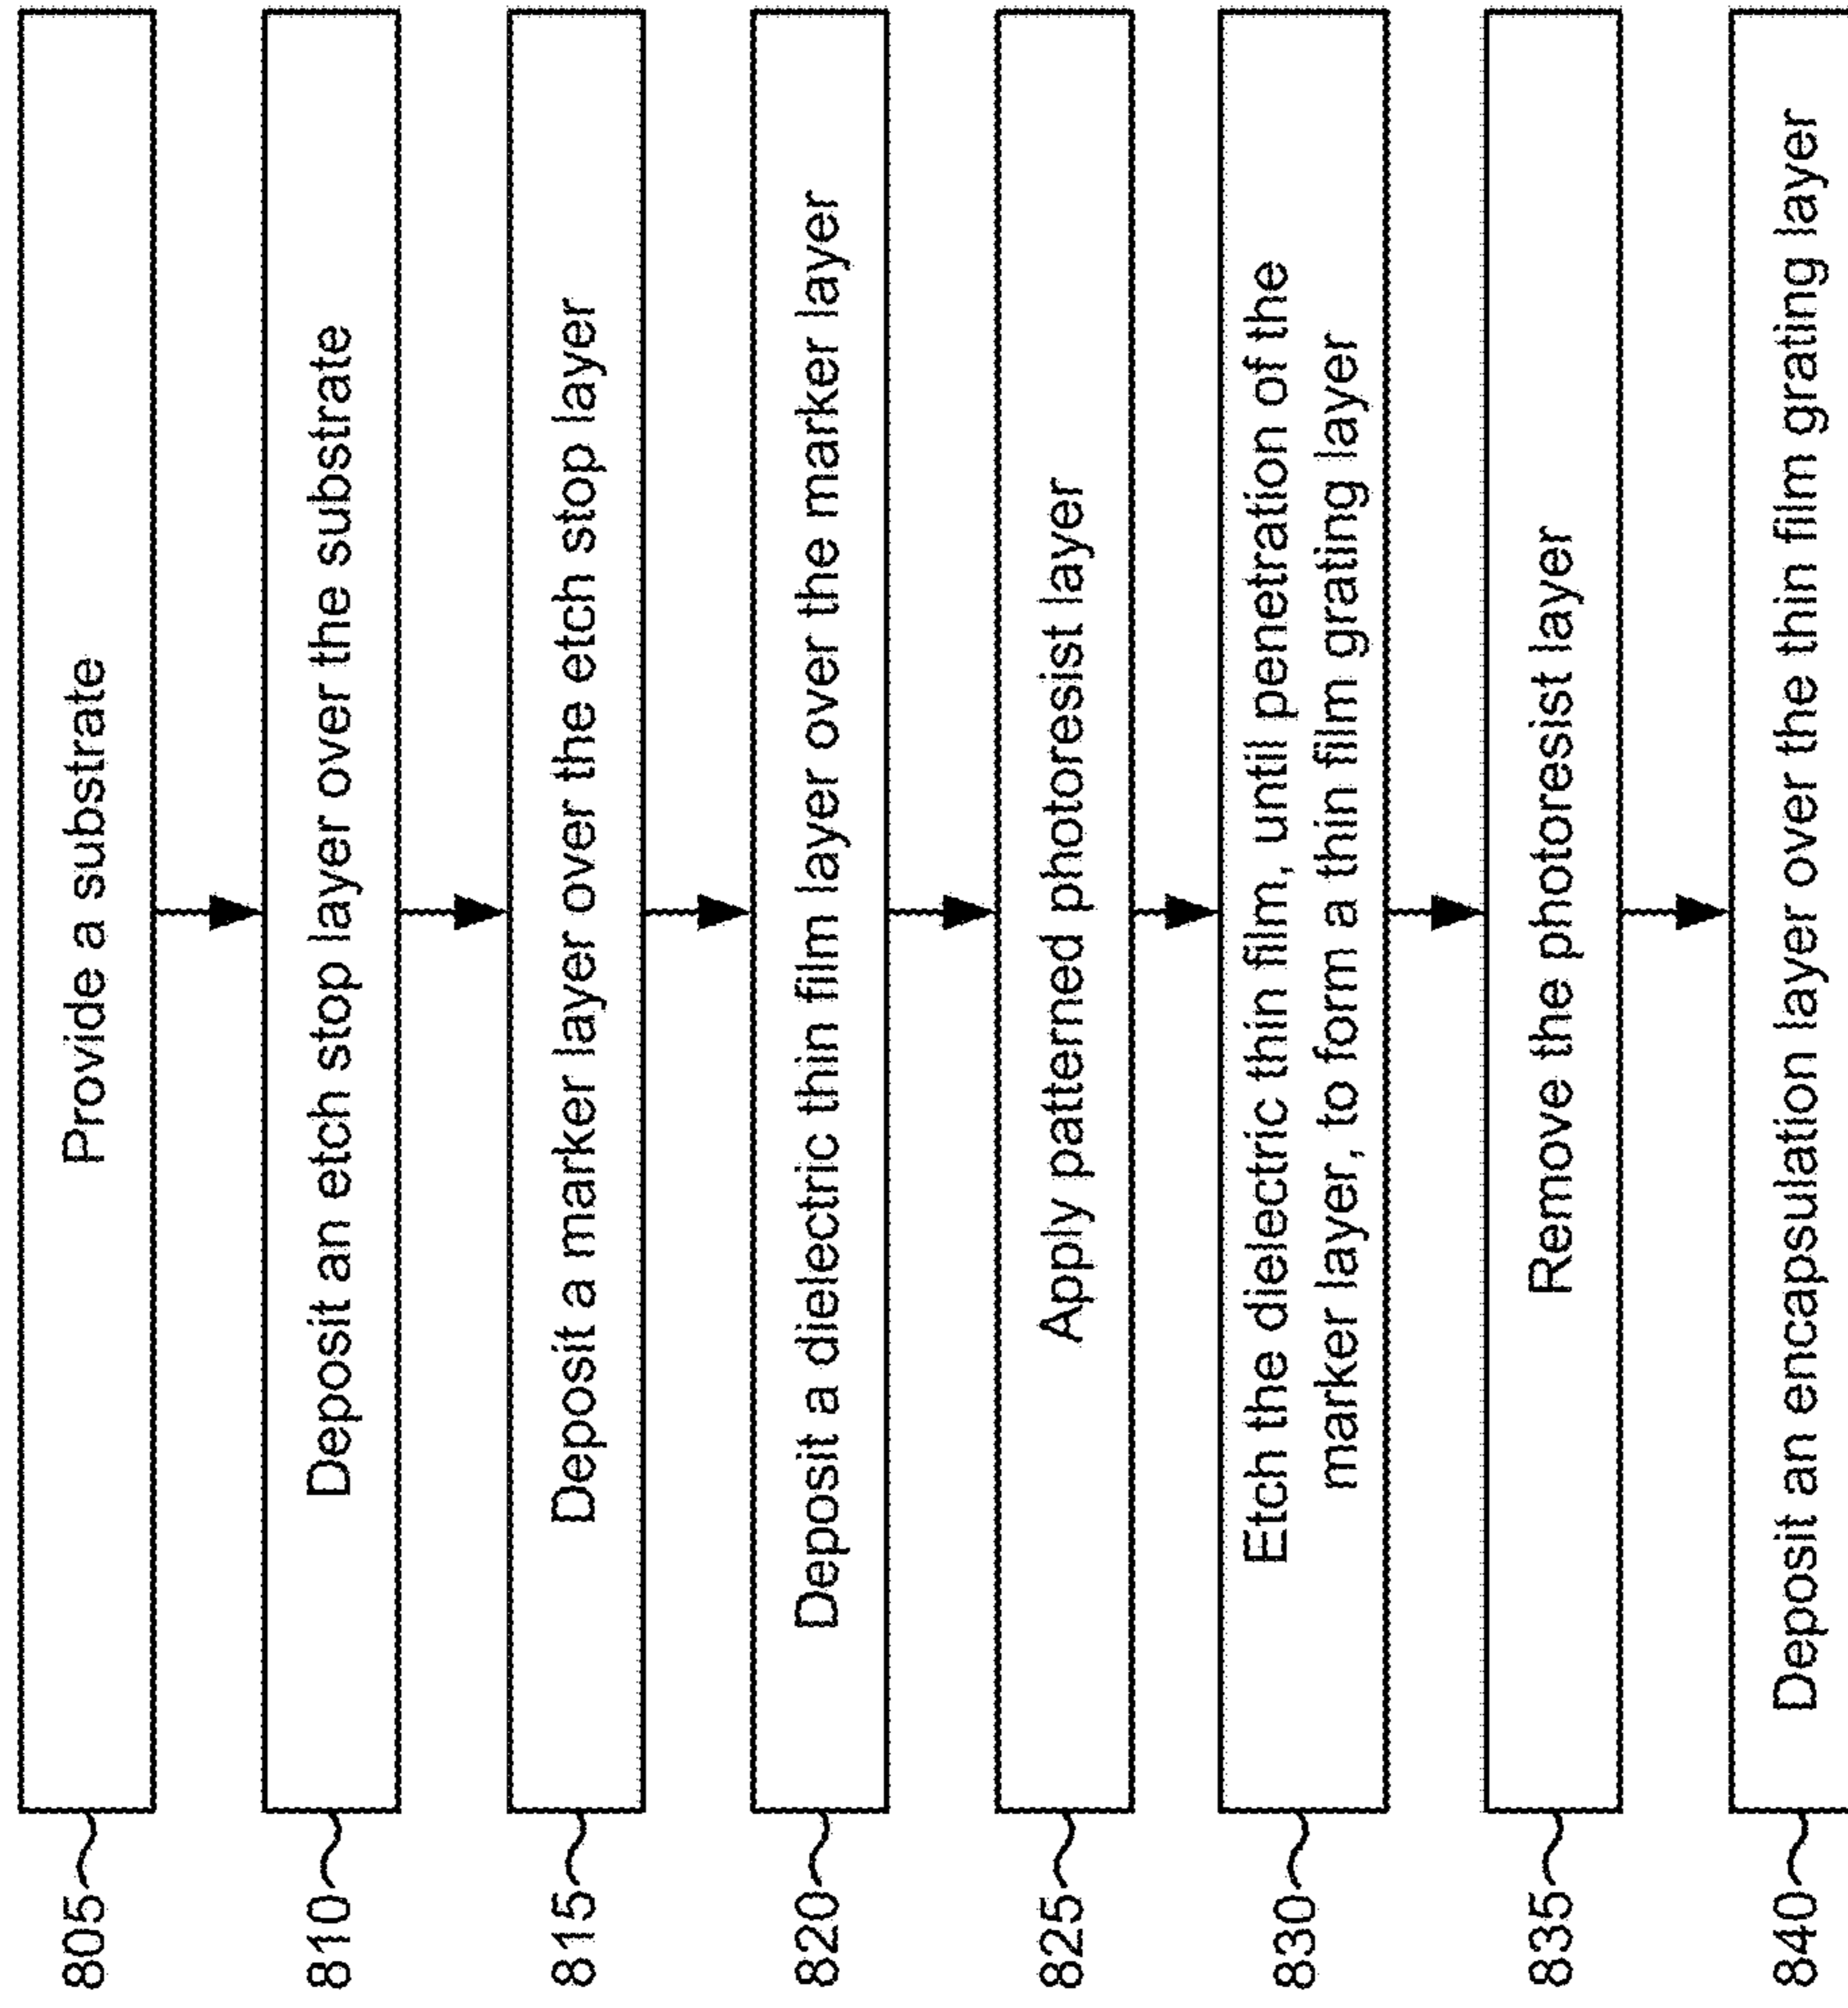 805
Provide a substrate
810
Deposit an etch stop layer over the substrate
815
Deposit a marker layer over the etch stop layer
820
Deposit a dielectric thin film layer over the marker layer
825
Apply patterned photoresist layer
830
Etch the dielectric thin film, until penetration of the
marker layer, to form a thin film grating layer
835
Remove the photoresist layer
840
Deposit an encapsulation layer over the thin film grating layer